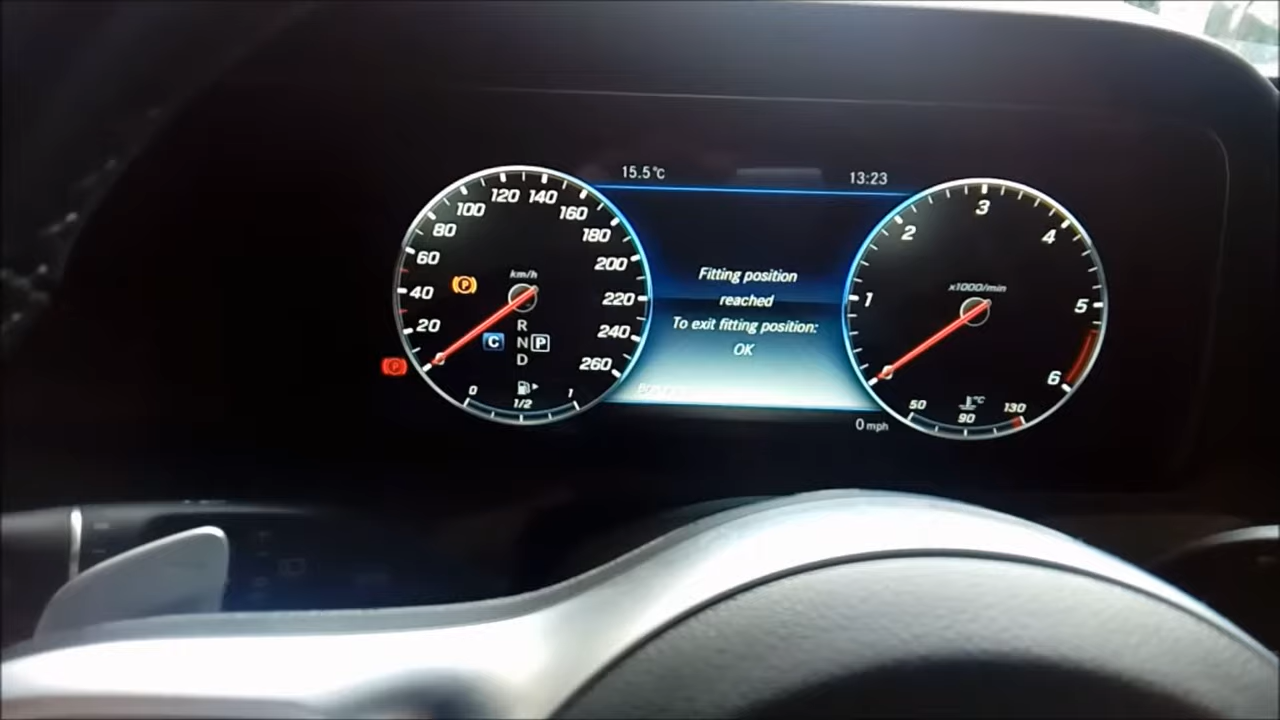 15.5°C
13:23
20
40
60
80
100
120
140
160
180
200
220
240
260
km/h
R
N P
D
C
P
P
0
1/2
1
Fitting position
reached
To exit fitting position:
OK
0 mph
1
2
3
4
5
6
x1000/min
°C
50
90
130